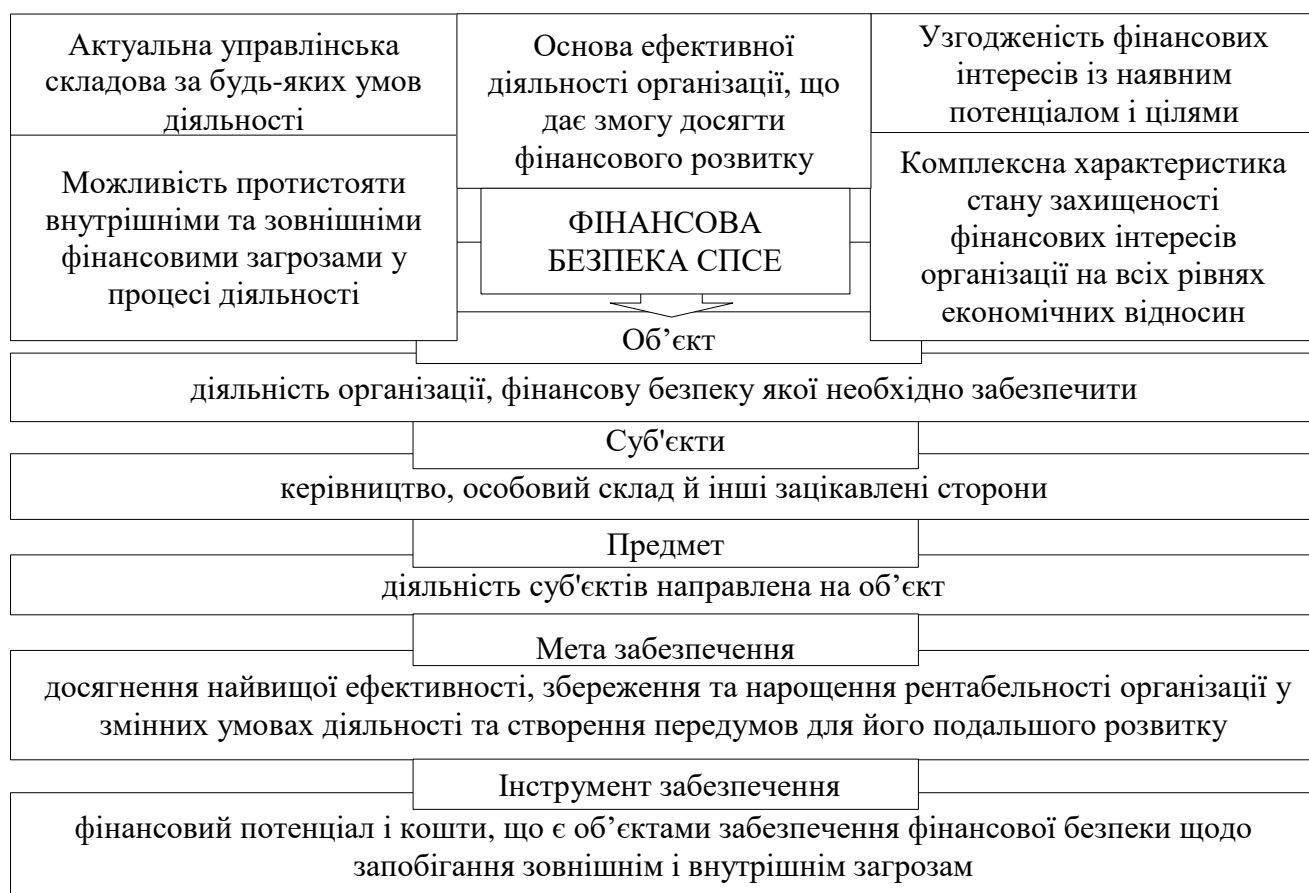 Актуальна управлінська
складова за будь-яких умов
діяльності
Основа ефективної
діяльності організації, що
дає змогу досягти
фінансового розвитку
Узгодженість фінансових
інтересів із наявним
потенціалом і цілями
Можливість протистояти
внутрішніми та зовнішніми
фінансовими загрозами у
процесі діяльності
ФІНАНСОВА
БЕЗПЕКА СПСЕ
Комплексна характеристика
стану захищеності
фінансових інтересів
організації на всіх рівнях
економічних відносин
Об’єкт
діяльність організації, фінансову безпеку якої необхідно забезпечити
Суб'єкти
керівництво, особовий склад й інші зацікавлені сторони
Предмет
діяльність суб'єктів направлена на об’єкт
Мета забезпечення
досягнення найвищої ефективності, збереження та нарощення рентабельності організації у
змінних умовах діяльності та створення передумов для його подальшого розвитку
Інструмент забезпечення
фінансовий потенціал і кошти, що є об’єктами забезпечення фінансової безпеки щодо
запобігання зовнішнім і внутрішнім загрозам